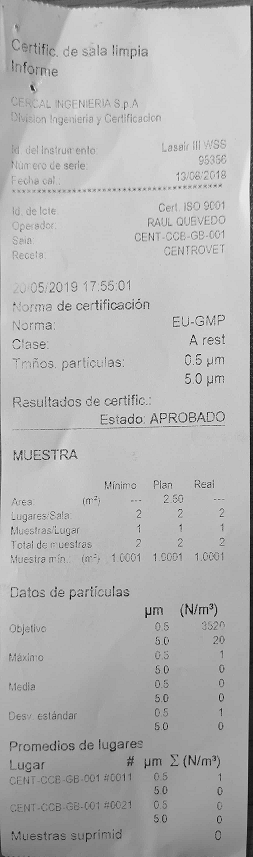 Certific. de sala limpia
Informe
CERCAL INGENIERIA S.p.A
Division Ingenieria y Certificacion
Id. del Instrumento: Lasair III WSS
Numero de serie: 95356
Fecha cal.: 13/08/2018
********************************************
Id. de lote Cert. ISO 9001
Operador: RAUL QUEVEDO
Sala: CENT-CCB-GB-001
Receta: CENTROVET
20/05/2019 17:55:01
Norma de certificación
Norma: EU-GMP
Clase: A rest
Tmños. partículas: 0.5 µm
5.0 µm
Resultados de certific.:
Estado: APROBADO
MUESTRA
Mínimo Plan Real
Area: (m²) --- 2.50 ---
Lugares/Sala 2 2 2
Muestras/Lugar 1 1 1
Total de muestras 2 2 2
Muestra mín. (m³) 1.0001 1.0001 1.0001
Datos de partículas
µm (N/m³)
Objetivo 0.5 3520
5.0 20
Máximo 0.5 1
5.0 0
Media 0.5 0
5.0 0
Desv. estándar 0.5 1
5.0 0
Promedios de lugares
Lugar # µm Σ (N/m³)
CENT-CCB-GB-001 #0011 0.5 1
5.0 0
CENT-CCB-GB-001 #0021 0.5 0
5.0 0
Muestras suprimid 0